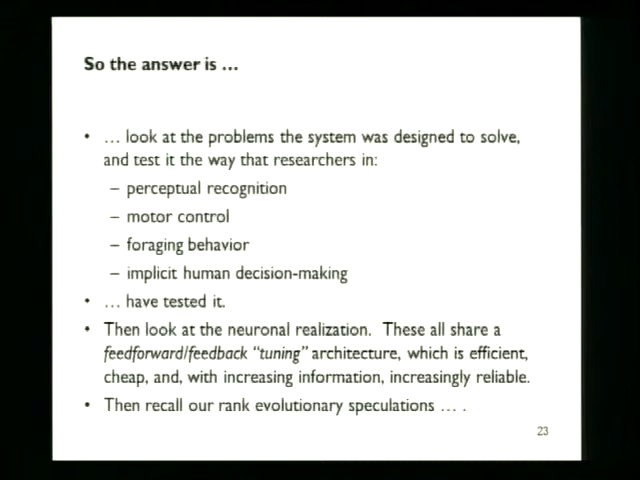 So the answer is …
• … look at the problems the system was designed to solve,
and test it the way that researchers in:
– perceptual recognition
– motor control
– foraging behavior
– implicit human decision-making
• … have tested it.
• Then look at the neuronal realization. These all share a
feedforward/feedback “tuning” architecture, which is efficient,
cheap, and, with increasing information, increasingly reliable.
• Then recall our rank evolutionary speculations … .
23